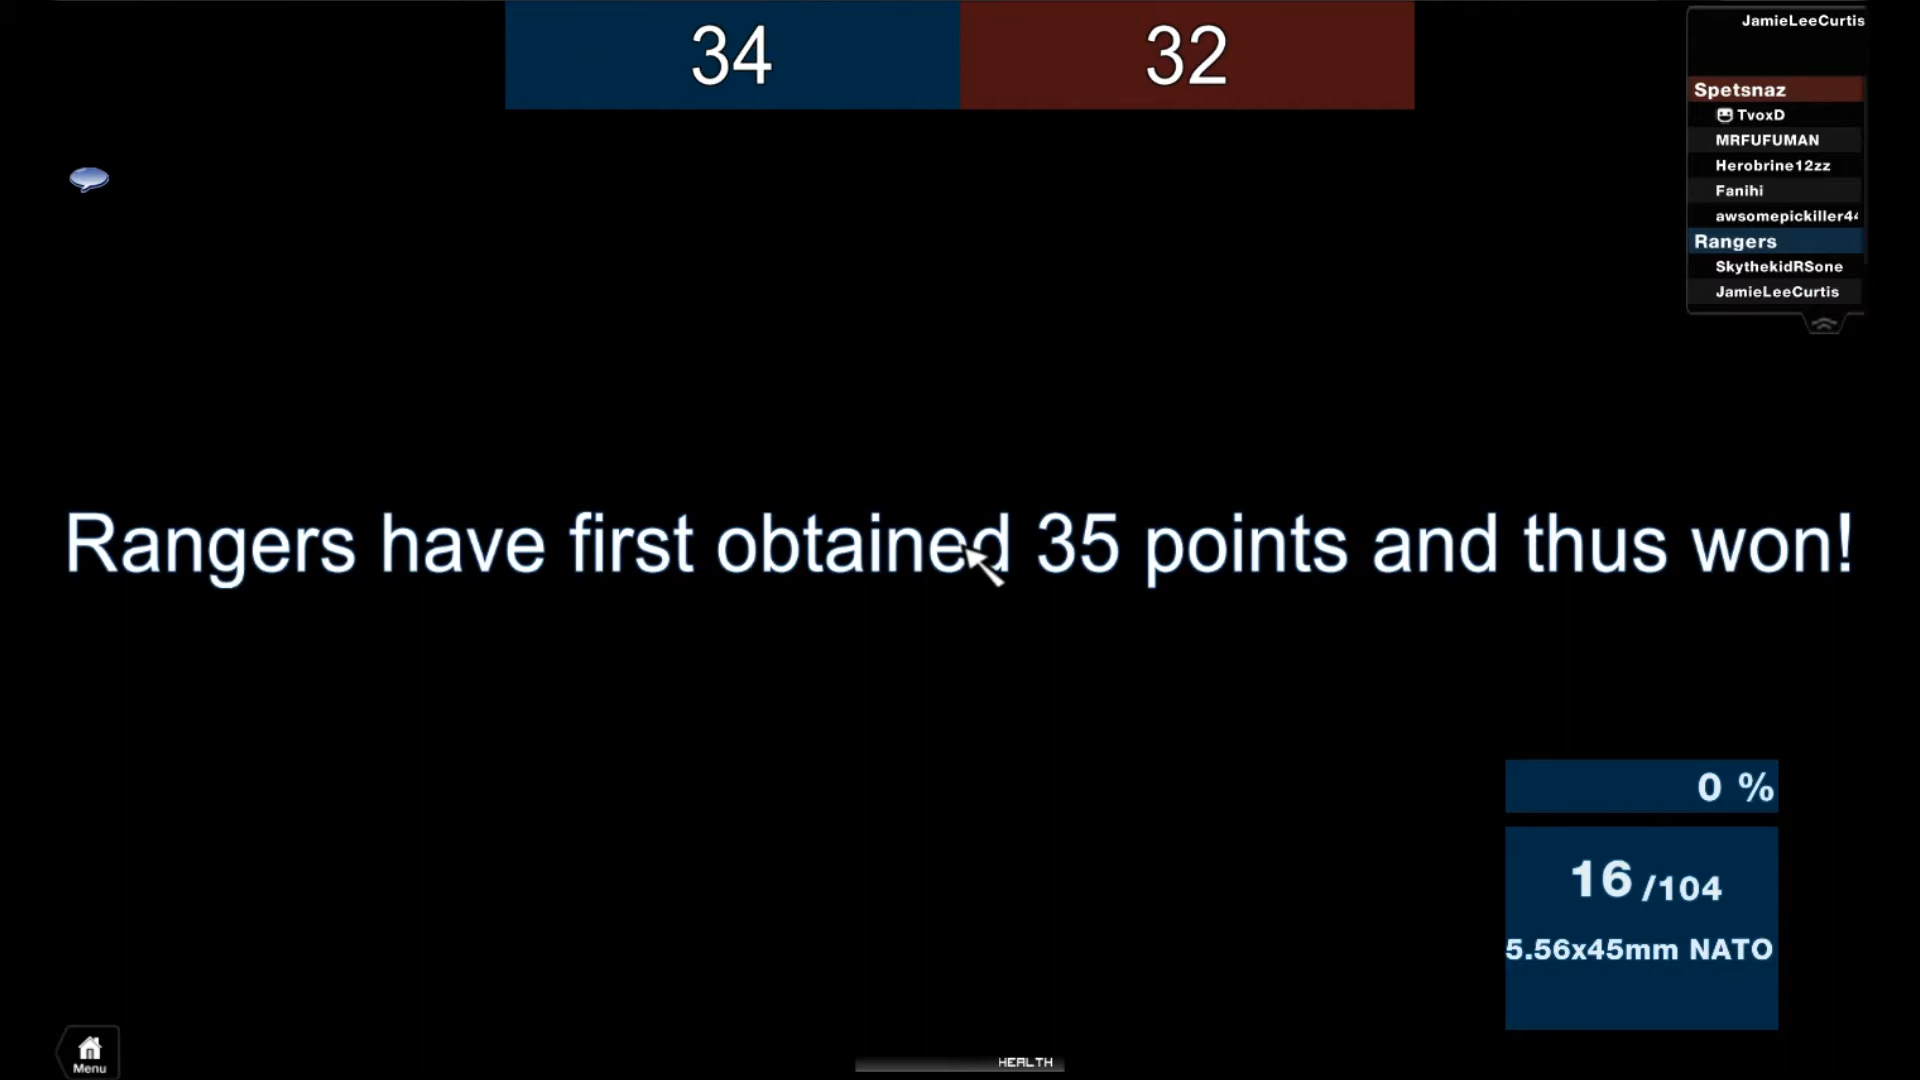 34
32
JamieLeeCurtis
Spetsnaz
TvoxD
MRFUFUMAN
Herobrine12zz
Fanihi
awsomepickiller44
Rangers
SkythekidRSone
JamieLeeCurtis
Rangers have first obtained 35 points and thus won!
0 %
16 /104
5.56x45mm NATO
Menu
HEALTH